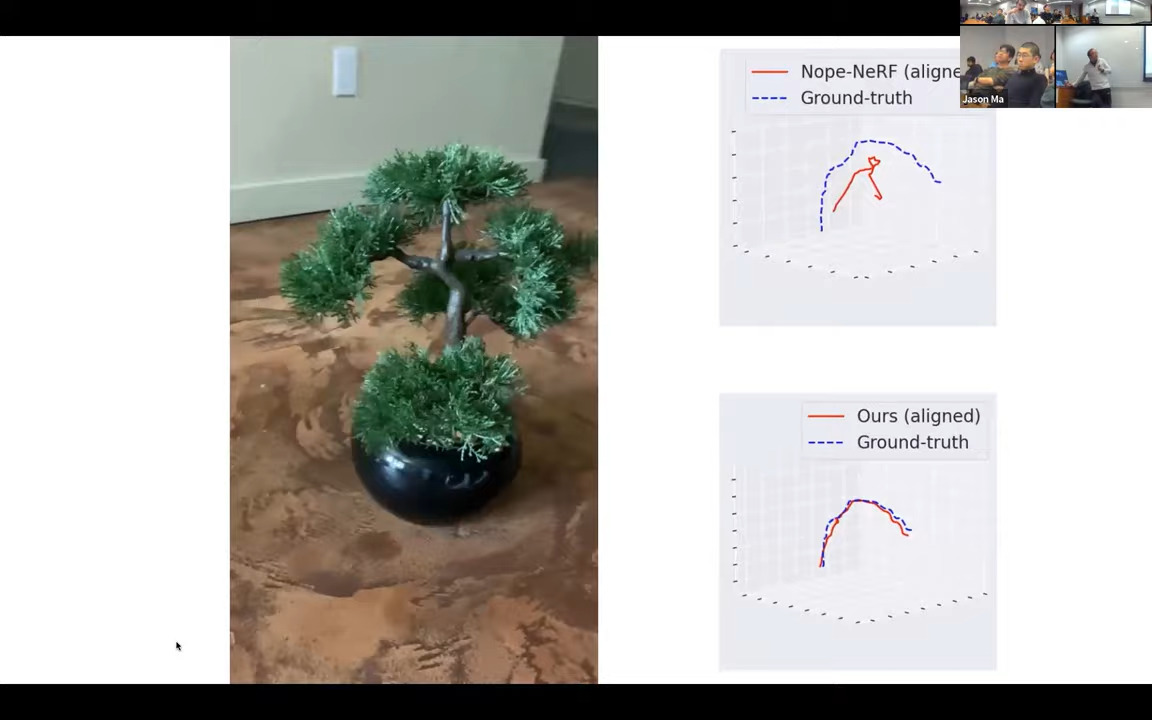 Nope-NeRF (aligne
Ground-truth
Jason Ma
Ours (aligned)
Ground-truth